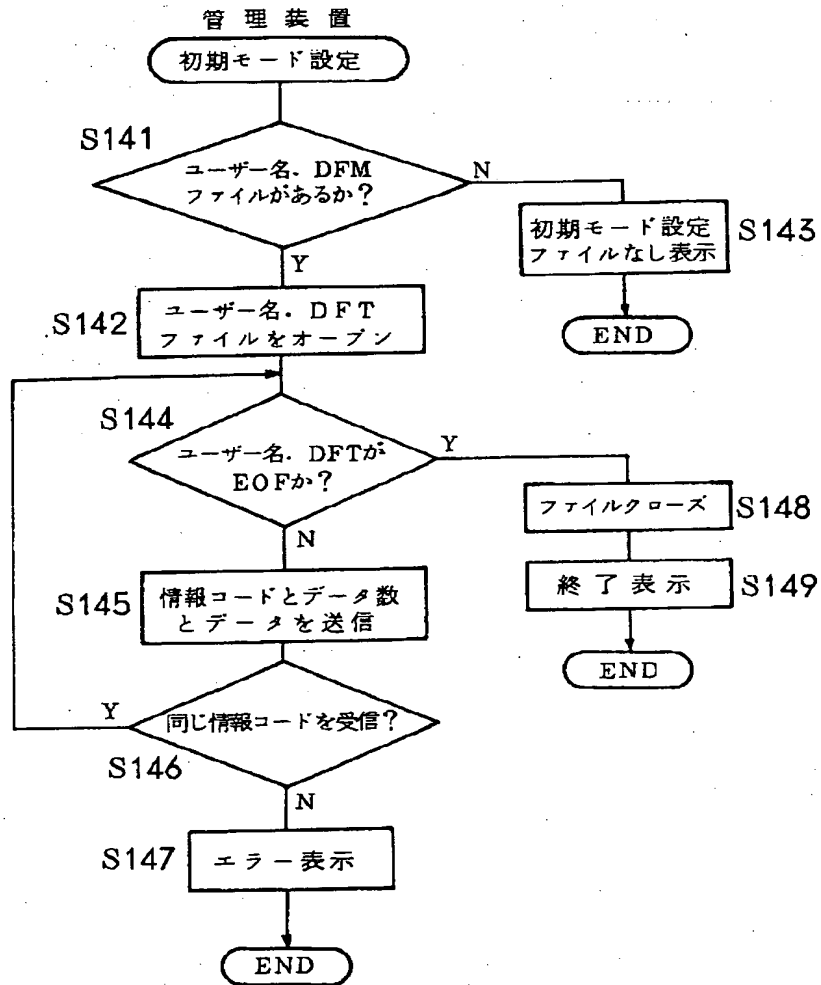 管理装置
初期モード設定
S141
ユーザー名.DFM
ファイルがあるか?
N
初期モード設定
ファイルなし表示
S143
END
Y
S142
ユーザー名.DFT
ファイルをオープン
S144
ユーザー名.DFTが
EOFか?
Y
ファイルクローズ
S148
終了表示
S149
END
N
S145
情報コードとデータ数
とデータを送信
同じ情報コードを受信?
Y
S146
N
S147
エラー表示
END